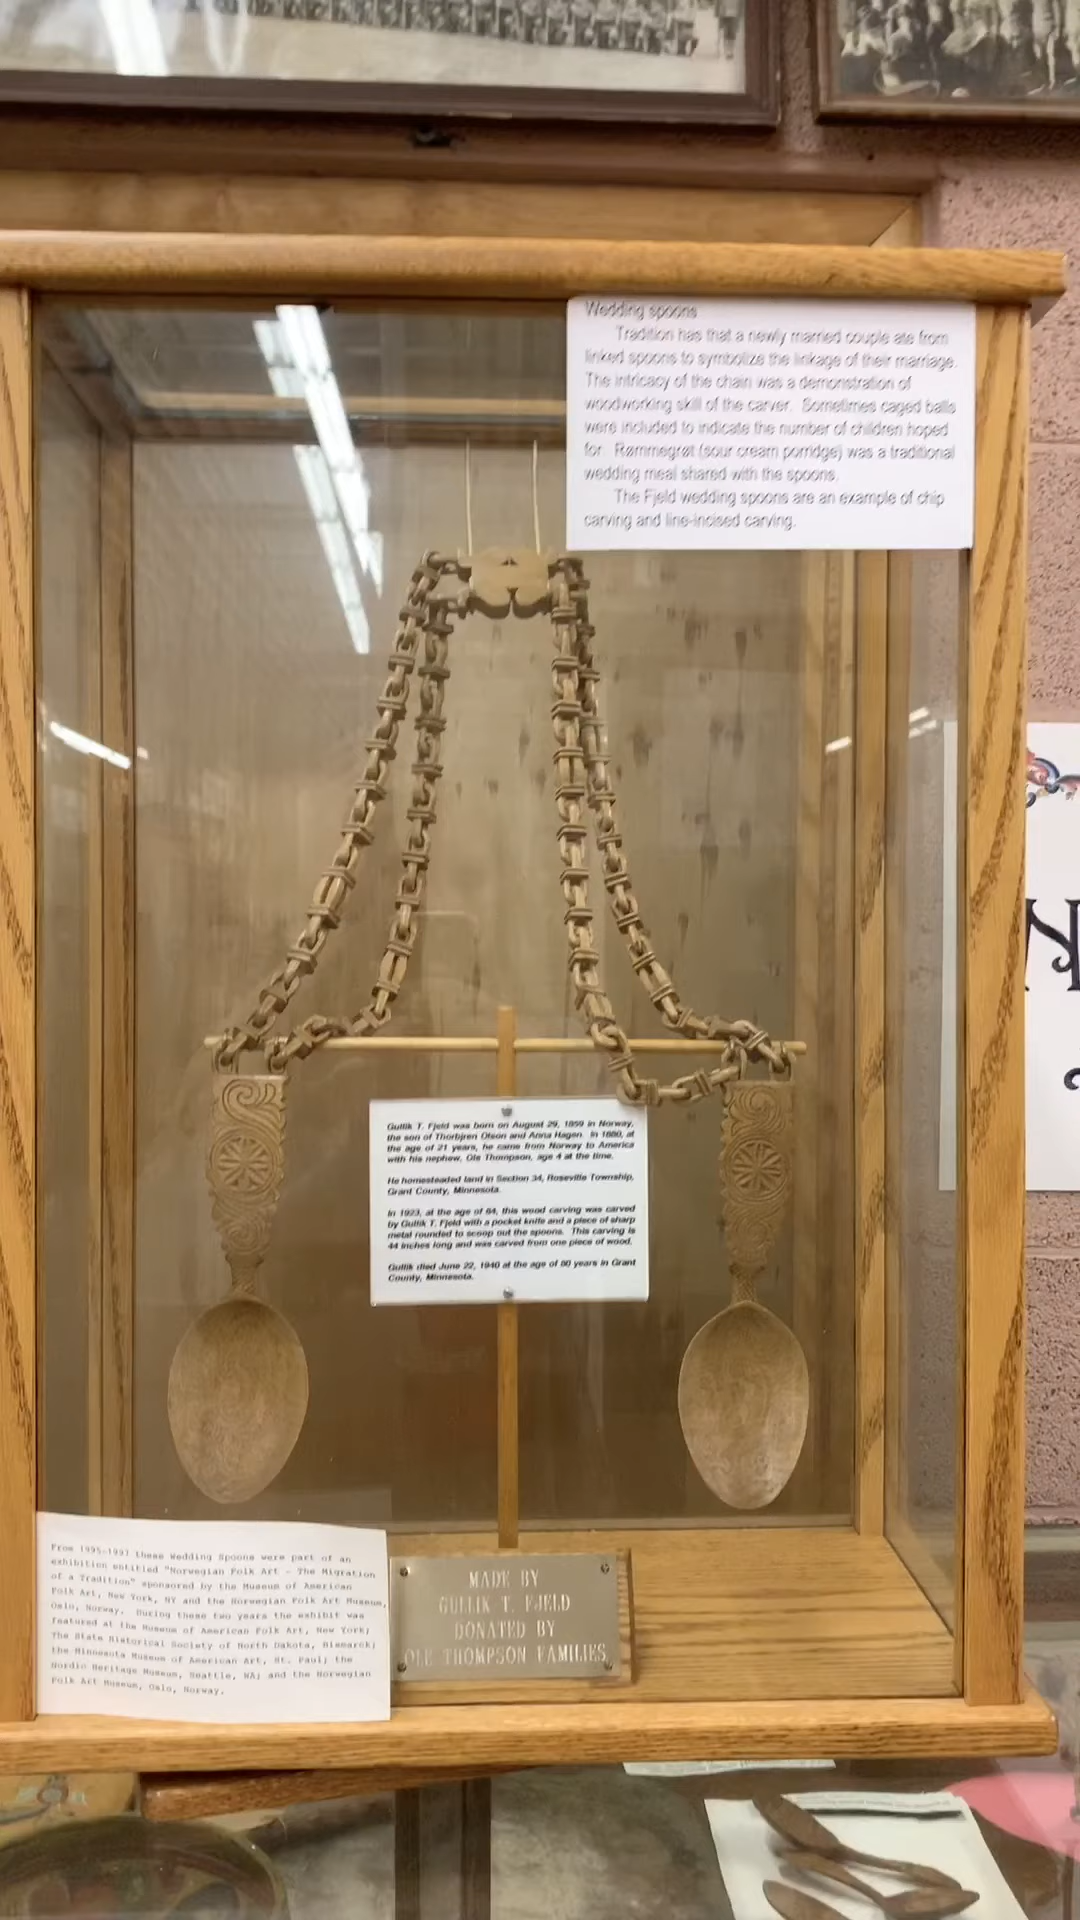 Wedding spoons
Tradition has that a newly married couple ate from
linked spoons to symbolize the linkage of their marriage.
The intricacy of the chain was a demonstration of
woodworking skill of the carver. Sometimes caged balls
were included to indicate the number of children hoped
for. Rømmegrøt (sour cream porridge) was a traditional
wedding meal shared with the spoons.
The Fjeld wedding spoons are an example of chip
carving and line-incised carving.
Gullik T. Fjeld was born on August 29, 1859 in Norway,
the son of Thorbjren Olson and Anna Hagen. In 1880, at
the age of 21 years, he came from Norway to America
with his nephew, Ole Thompson, age 4 at the time.
He homesteaded land in Section 34, Roseville Township,
Grant County, Minnesota.
In 1923, at the age of 64, this wood carving was carved
by Gullik T. Fjeld with a pocket knife and a piece of sharp
metal rounded to scoop out the spoons. This carving is
44 inches long and was carved from one piece of wood.
Gullik died June 22, 1940 at the age of 80 years in Grant
County, Minnesota.
From 1995-1997 these Wedding Spoons were part of an
exhibition entitled "Norwegian Folk Art - The Migration
of a Tradition" sponsored by the Museum of American
Folk Art, New York, NY and the Norwegian Folk Art Museum,
Oslo, Norway. During these two years the exhibit was
featured at the Museum of American Folk Art, New York;
The State Historical Society of North Dakota, Bismarck;
the Minnesota Museum of American Art, St. Paul; the
Nordic Heritage Museum, Seattle, WA; and the Norwegian
Folk Art Museum, Oslo, Norway.
MADE BY
GULLIK T. FJELD
DONATED BY
OLE THOMPSON FAMILIES
N